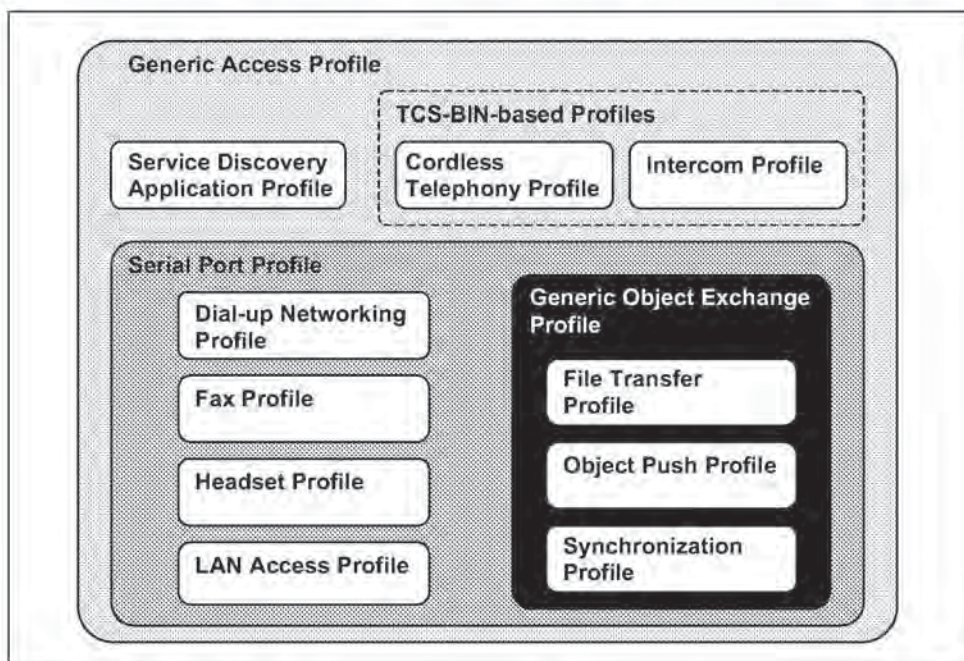 Generic Access Profile
TCS-BIN-based Profiles
Service Discovery
Application Profile
Cordless
Telephony Profile
Intercom Profile
Serial Port Profile
Dial-up Networking
Profile
Fax Profile
Headset Profile
LAN Access Profile
Generic Object Exchange
Profile
File Transfer
Profile
Object Push Profile
Synchronization
Profile